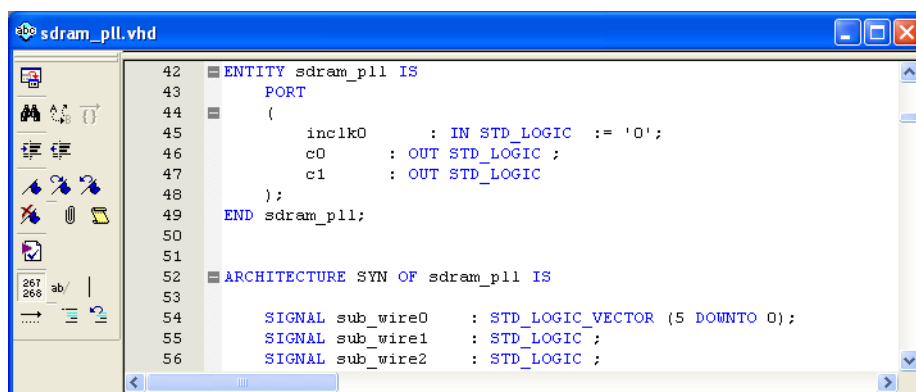 sdram_pll.vhd
42 ENTITY sdram_pll IS
43 PORT
44 (
45 inclk0 : IN STD_LOGIC := '0';
46 c0 : OUT STD_LOGIC ;
47 c1 : OUT STD_LOGIC
48 );
49 END sdram_pll;
50
51
52 ARCHITECTURE SYN OF sdram_pll IS
53
54 SIGNAL sub_wire0 : STD_LOGIC_VECTOR (5 DOWNTO 0);
55 SIGNAL sub_wire1 : STD_LOGIC ;
56 SIGNAL sub_wire2 : STD_LOGIC ;
abc
A
B
{}
267
268
ab/